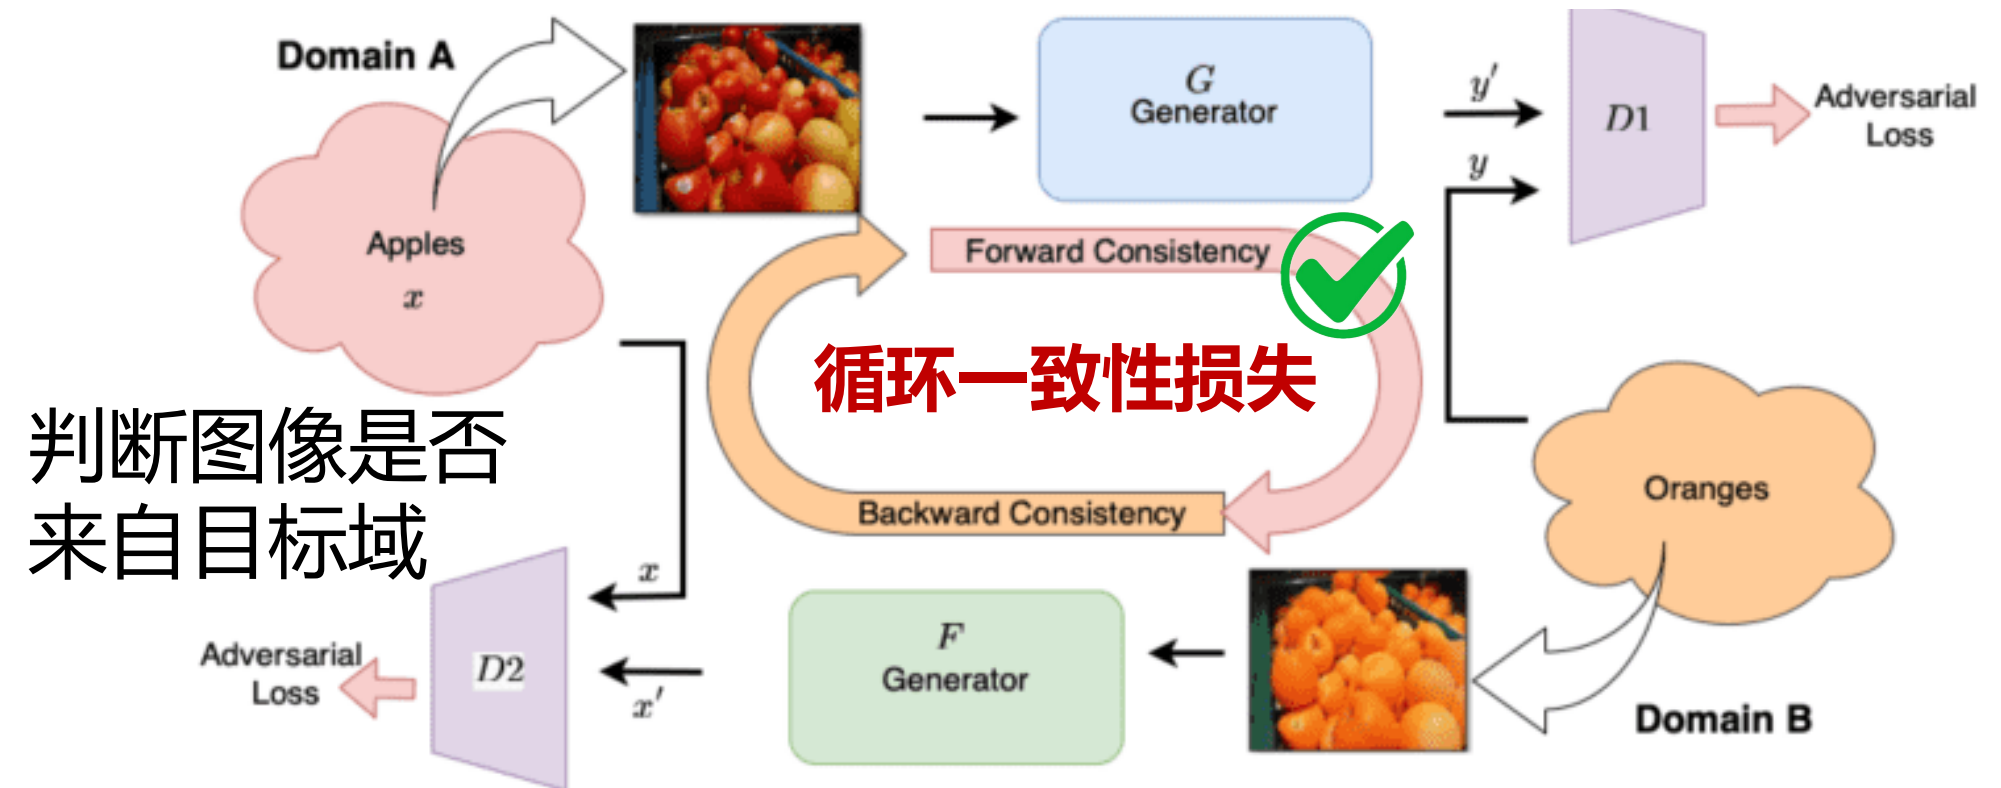 Domain A
G
Generator
y′
D1
Adversarial
Loss
y
Apples
x
Forward Consistency
循环一致性损失
判断图像是否
来自目标域
Oranges
Backward Consistency
x
F
Generator
D2
x′
Adversarial
Loss
Domain B